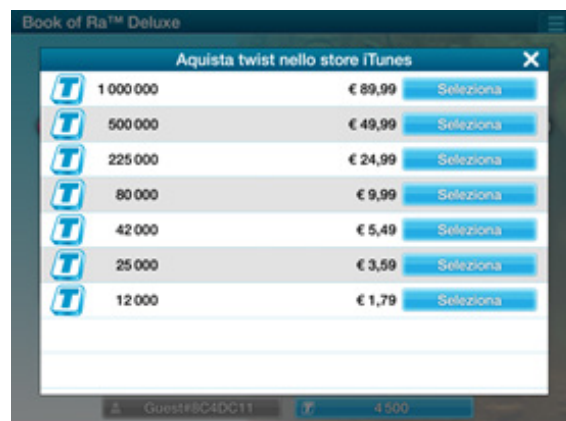 Book of Ra™ Deluxe
Aquista twist nello store iTunes
T 1 000 000 € 89,99 Seleziona
T 500 000 € 49,99 Seleziona
T 225 000 € 24,99 Seleziona
T 80 000 € 9,99 Seleziona
T 42 000 € 5,49 Seleziona
T 25 000 € 3,59 Seleziona
T 12 000 € 1,79 Seleziona
Guest#8C4DC11 T 4 500